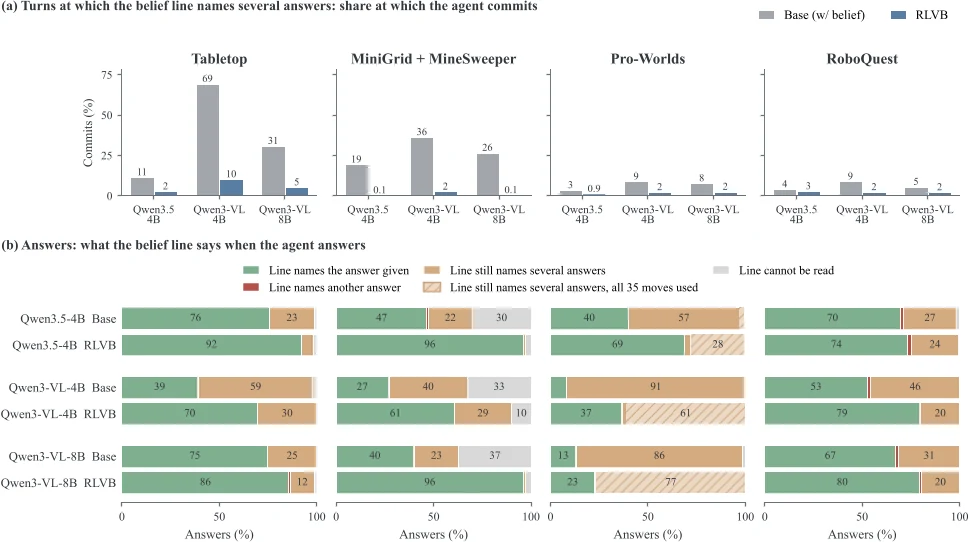 (a) Turns at which the belief line names several answers: share at which the agent commits
Base (w/ belief) RLVB
Tabletop MiniGrid + MineSweeper Pro-Worlds RoboQuest
Commits (%)
75
50
25
0
11 2 69 10 31 5
19 0.1 36 2 26 0.1
3 0.9 9 2 8 2
4 3 9 2 5 2
Qwen3.5 4B Qwen3-VL 4B Qwen3-VL 8B
Qwen3.5 4B Qwen3-VL 4B Qwen3-VL 8B
Qwen3.5 4B Qwen3-VL 4B Qwen3-VL 8B
Qwen3.5 4B Qwen3-VL 4B Qwen3-VL 8B
(b) Answers: what the belief line says when the agent answers
Line names the answer given Line still names several answers Line cannot be read
Line names another answer Line still names several answers, all 35 moves used
Qwen3.5-4B Base 76 23 47 22 30 40 57 70 27
Qwen3.5-4B RLVB 92 96 69 28 74 24
Qwen3-VL-4B Base 39 59 27 40 33 91 53 46
Qwen3-VL-4B RLVB 70 30 61 29 10 37 61 79 20
Qwen3-VL-8B Base 75 25 40 23 37 13 86 67 31
Qwen3-VL-8B RLVB 86 12 96 23 77 80 20
0 50 100 0 50 100 0 50 100 0 50 100
Answers (%) Answers (%) Answers (%) Answers (%)